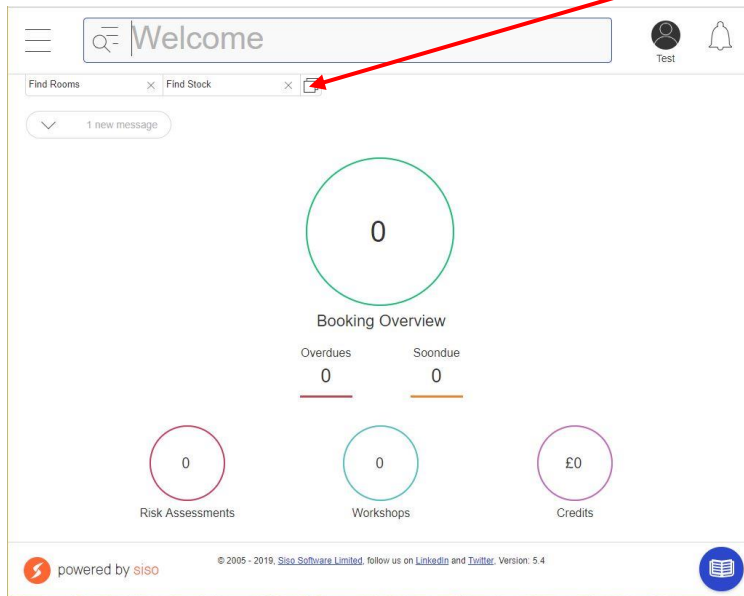 Welcome
Test
Find Rooms
Find Stock
1 new message
0
Booking Overview
Overdues Soondue
0 0
0 0 £0
Risk Assessments Workshops Credits
powered by siso
© 2005 - 2019, Siso Software Limited, follow us on LinkedIn and Twitter, Version: 5.4